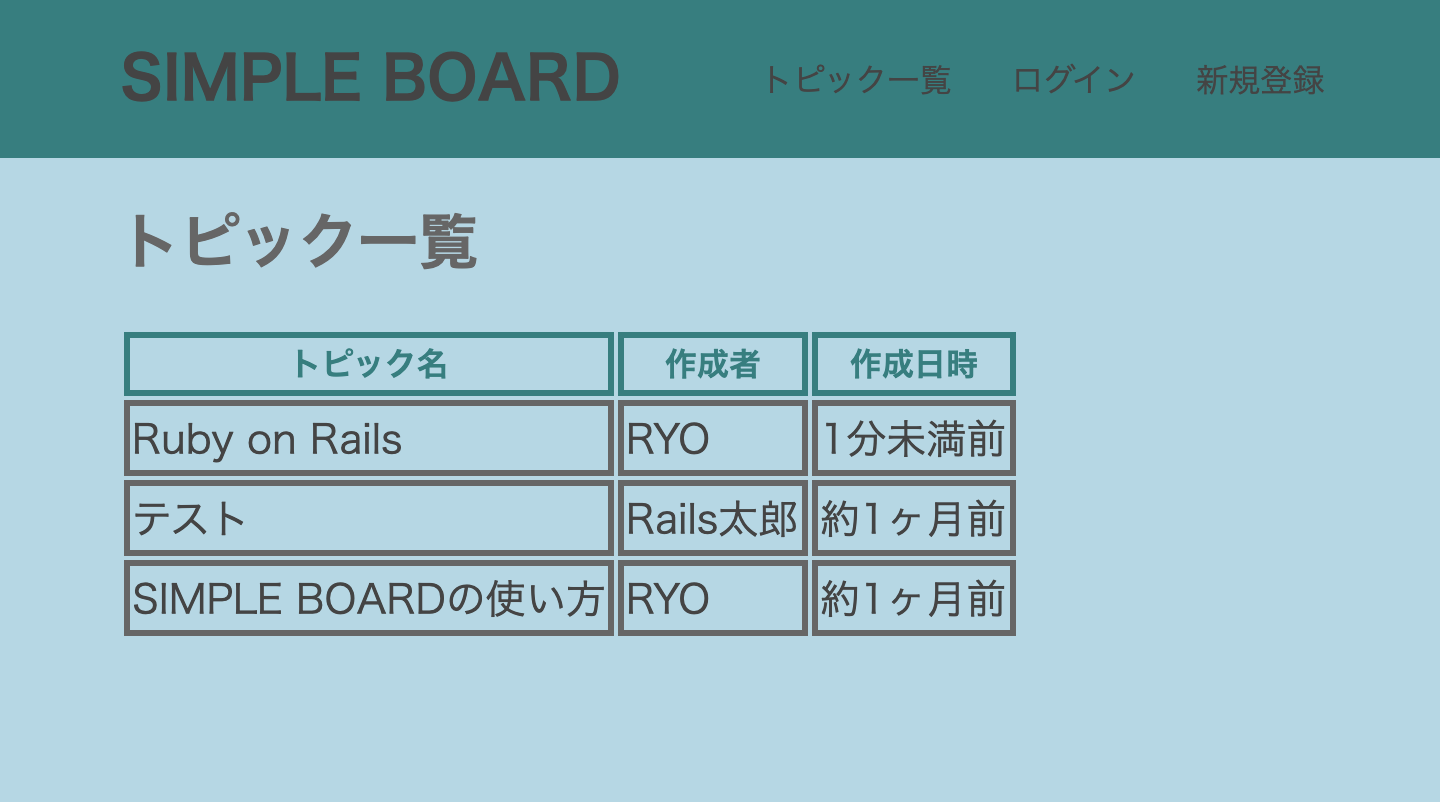 SIMPLE BOARD トピック一覧 ログイン 新規登録
トピック一覧
トピック名 作成者 作成日時
Ruby on Rails RYO 1分未満前
テスト Rails太郎 約1ヶ月前
SIMPLE BOARDの使い方 RYO 約1ヶ月前